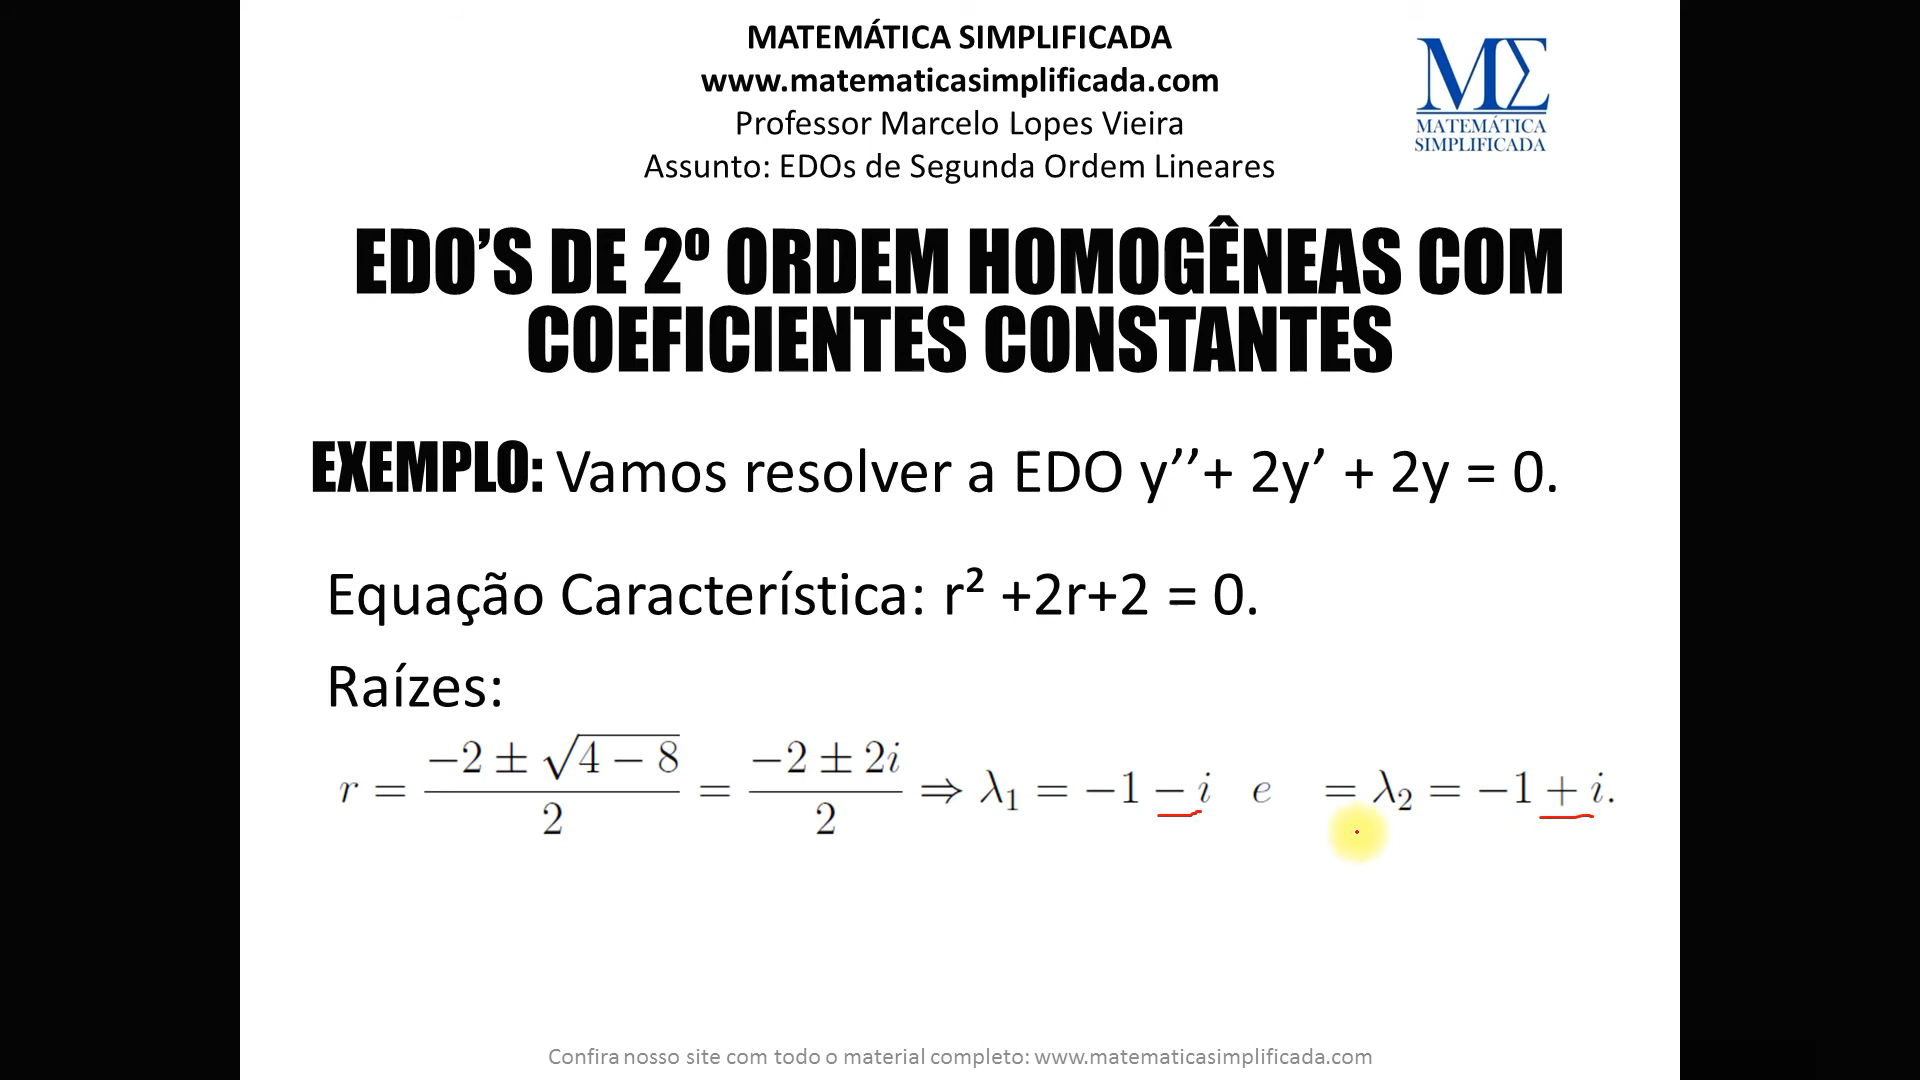 MATEMÁTICA SIMPLIFICADA
www.matematicasimplificada.com
Professor Marcelo Lopes Vieira
Assunto: EDOs de Segunda Ordem Lineares
MΣ
MATEMÁTICA
SIMPLIFICADA
EDO’S DE 2º ORDEM HOMOGÊNEAS COM
COEFICIENTES CONSTANTES
EXEMPLO: Vamos resolver a EDO y’’+ 2y’ + 2y = 0.
Equação Característica: r² +2r+2 = 0.
Raízes:
r = \frac{-2 ± \sqrt{4 - 8}}{2} = \frac{-2 ± 2i}{2} ⇒ λ₁ = −1 − i e = λ₂ = −1 + i.
Confira nosso site com todo o material completo: www.matematicasimplificada.com